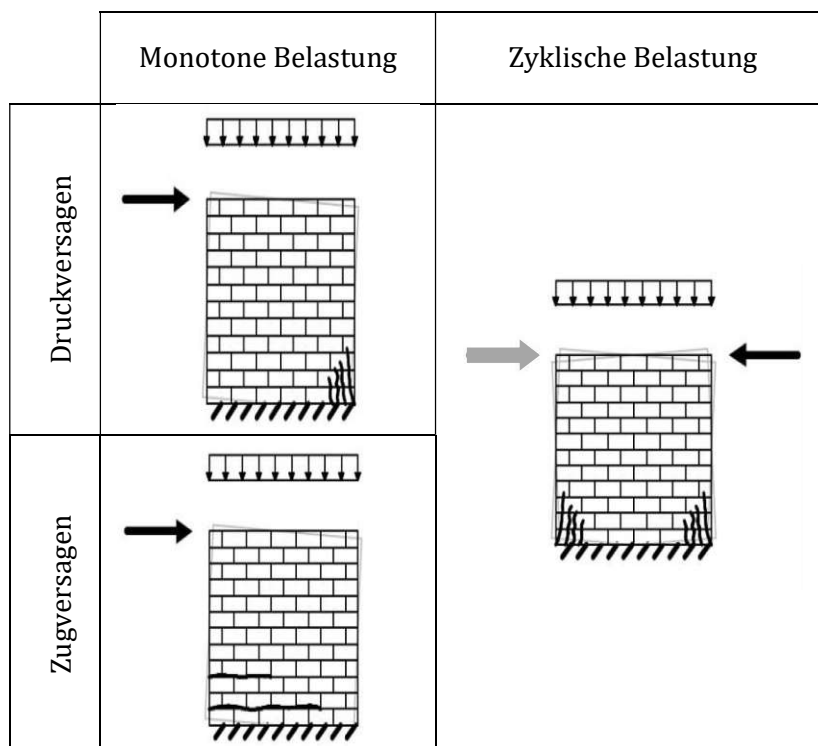 Monotone Belastung
Zyklische Belastung
Druckversagen
Zugversagen